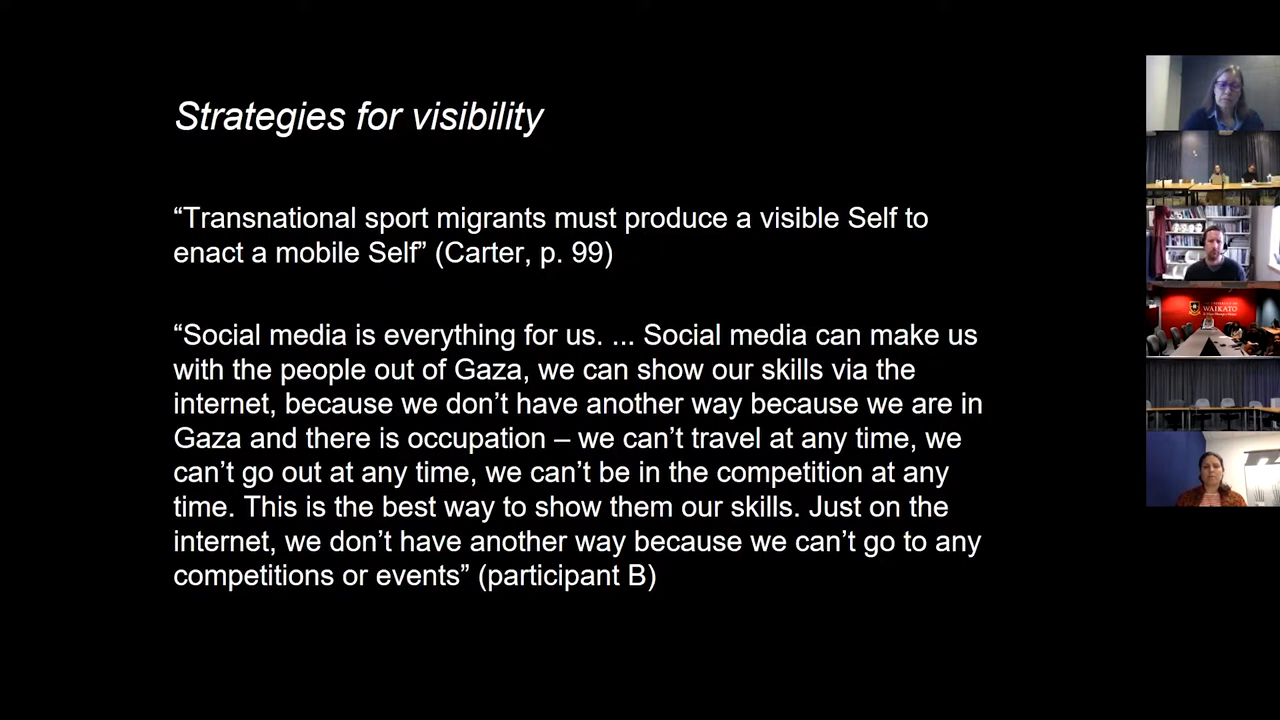 Strategies for visibility
“Transnational sport migrants must produce a visible Self to
enact a mobile Self” (Carter, p. 99)
“Social media is everything for us. ... Social media can make us
with the people out of Gaza, we can show our skills via the
internet, because we don’t have another way because we are in
Gaza and there is occupation – we can’t travel at any time, we
can’t go out at any time, we can’t be in the competition at any
time. This is the best way to show them our skills. Just on the
internet, we don’t have another way because we can’t go to any
competitions or events” (participant B)
WAIKATO